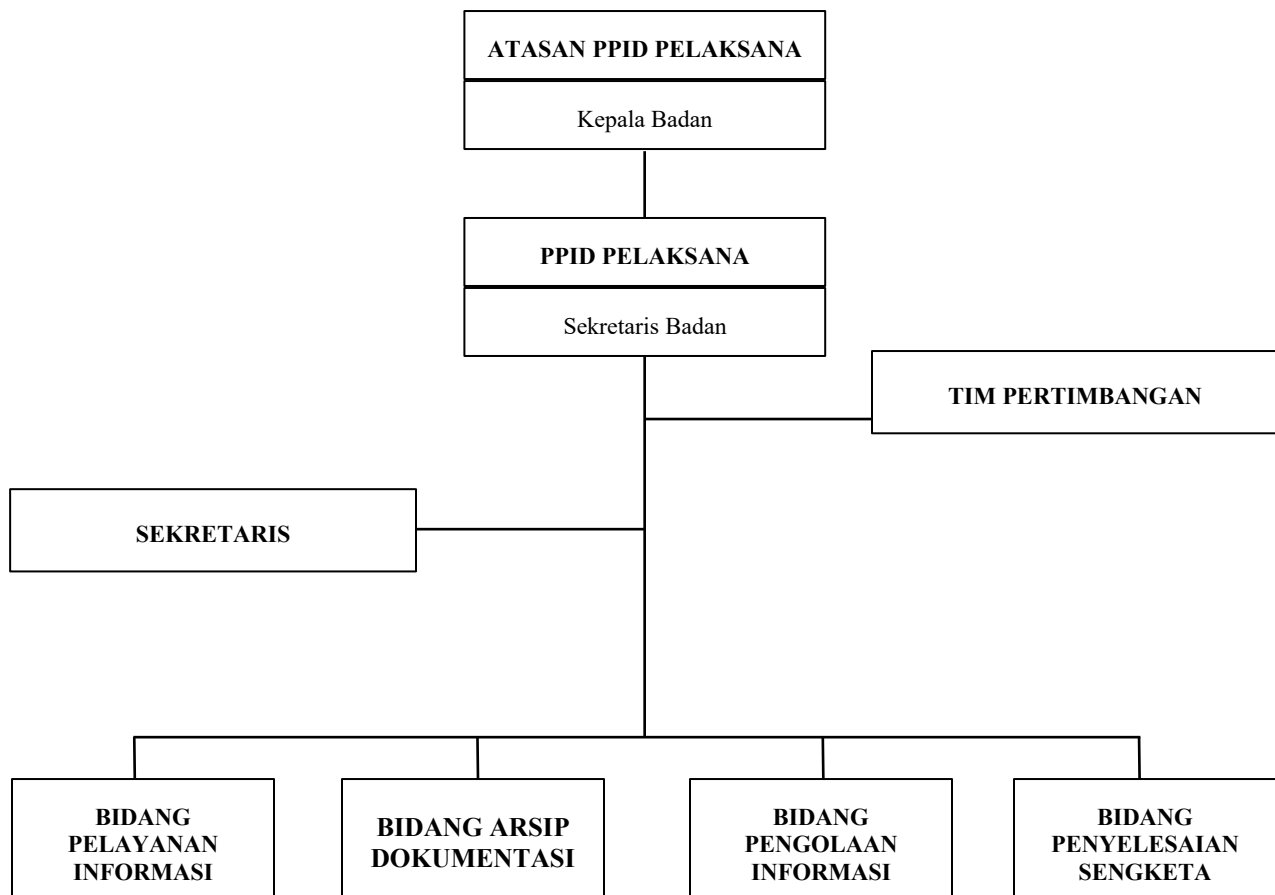 ATASAN PPID PELAKSANA
Kepala Badan
PPID PELAKSANA
Sekretaris Badan
TIM PERTIMBANGAN
SEKRETARIS
BIDANG
PELAYANAN
INFORMASI
BIDANG ARSIP
DOKUMENTASI
BIDANG
PENGOLAAN
INFORMASI
BIDANG
PENYELESAIAN
SENGKETA